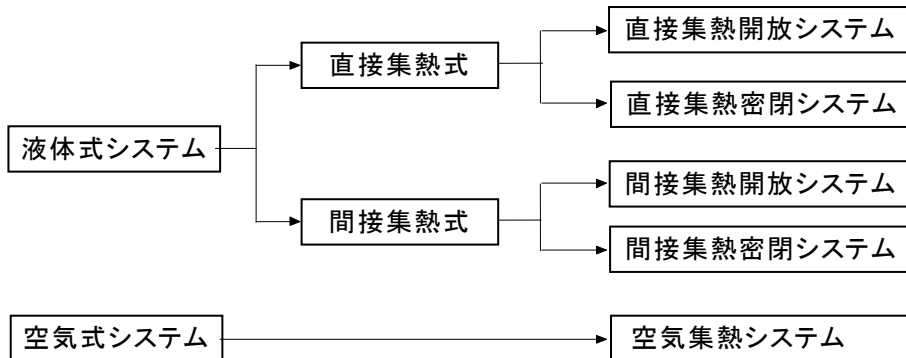 直接集熱開放システム
直接集熱式
直接集熱密閉システム
液体式システム
間接集熱開放システム
間接集熱式
間接集熱密閉システム
空気式システム
空気集熱システム